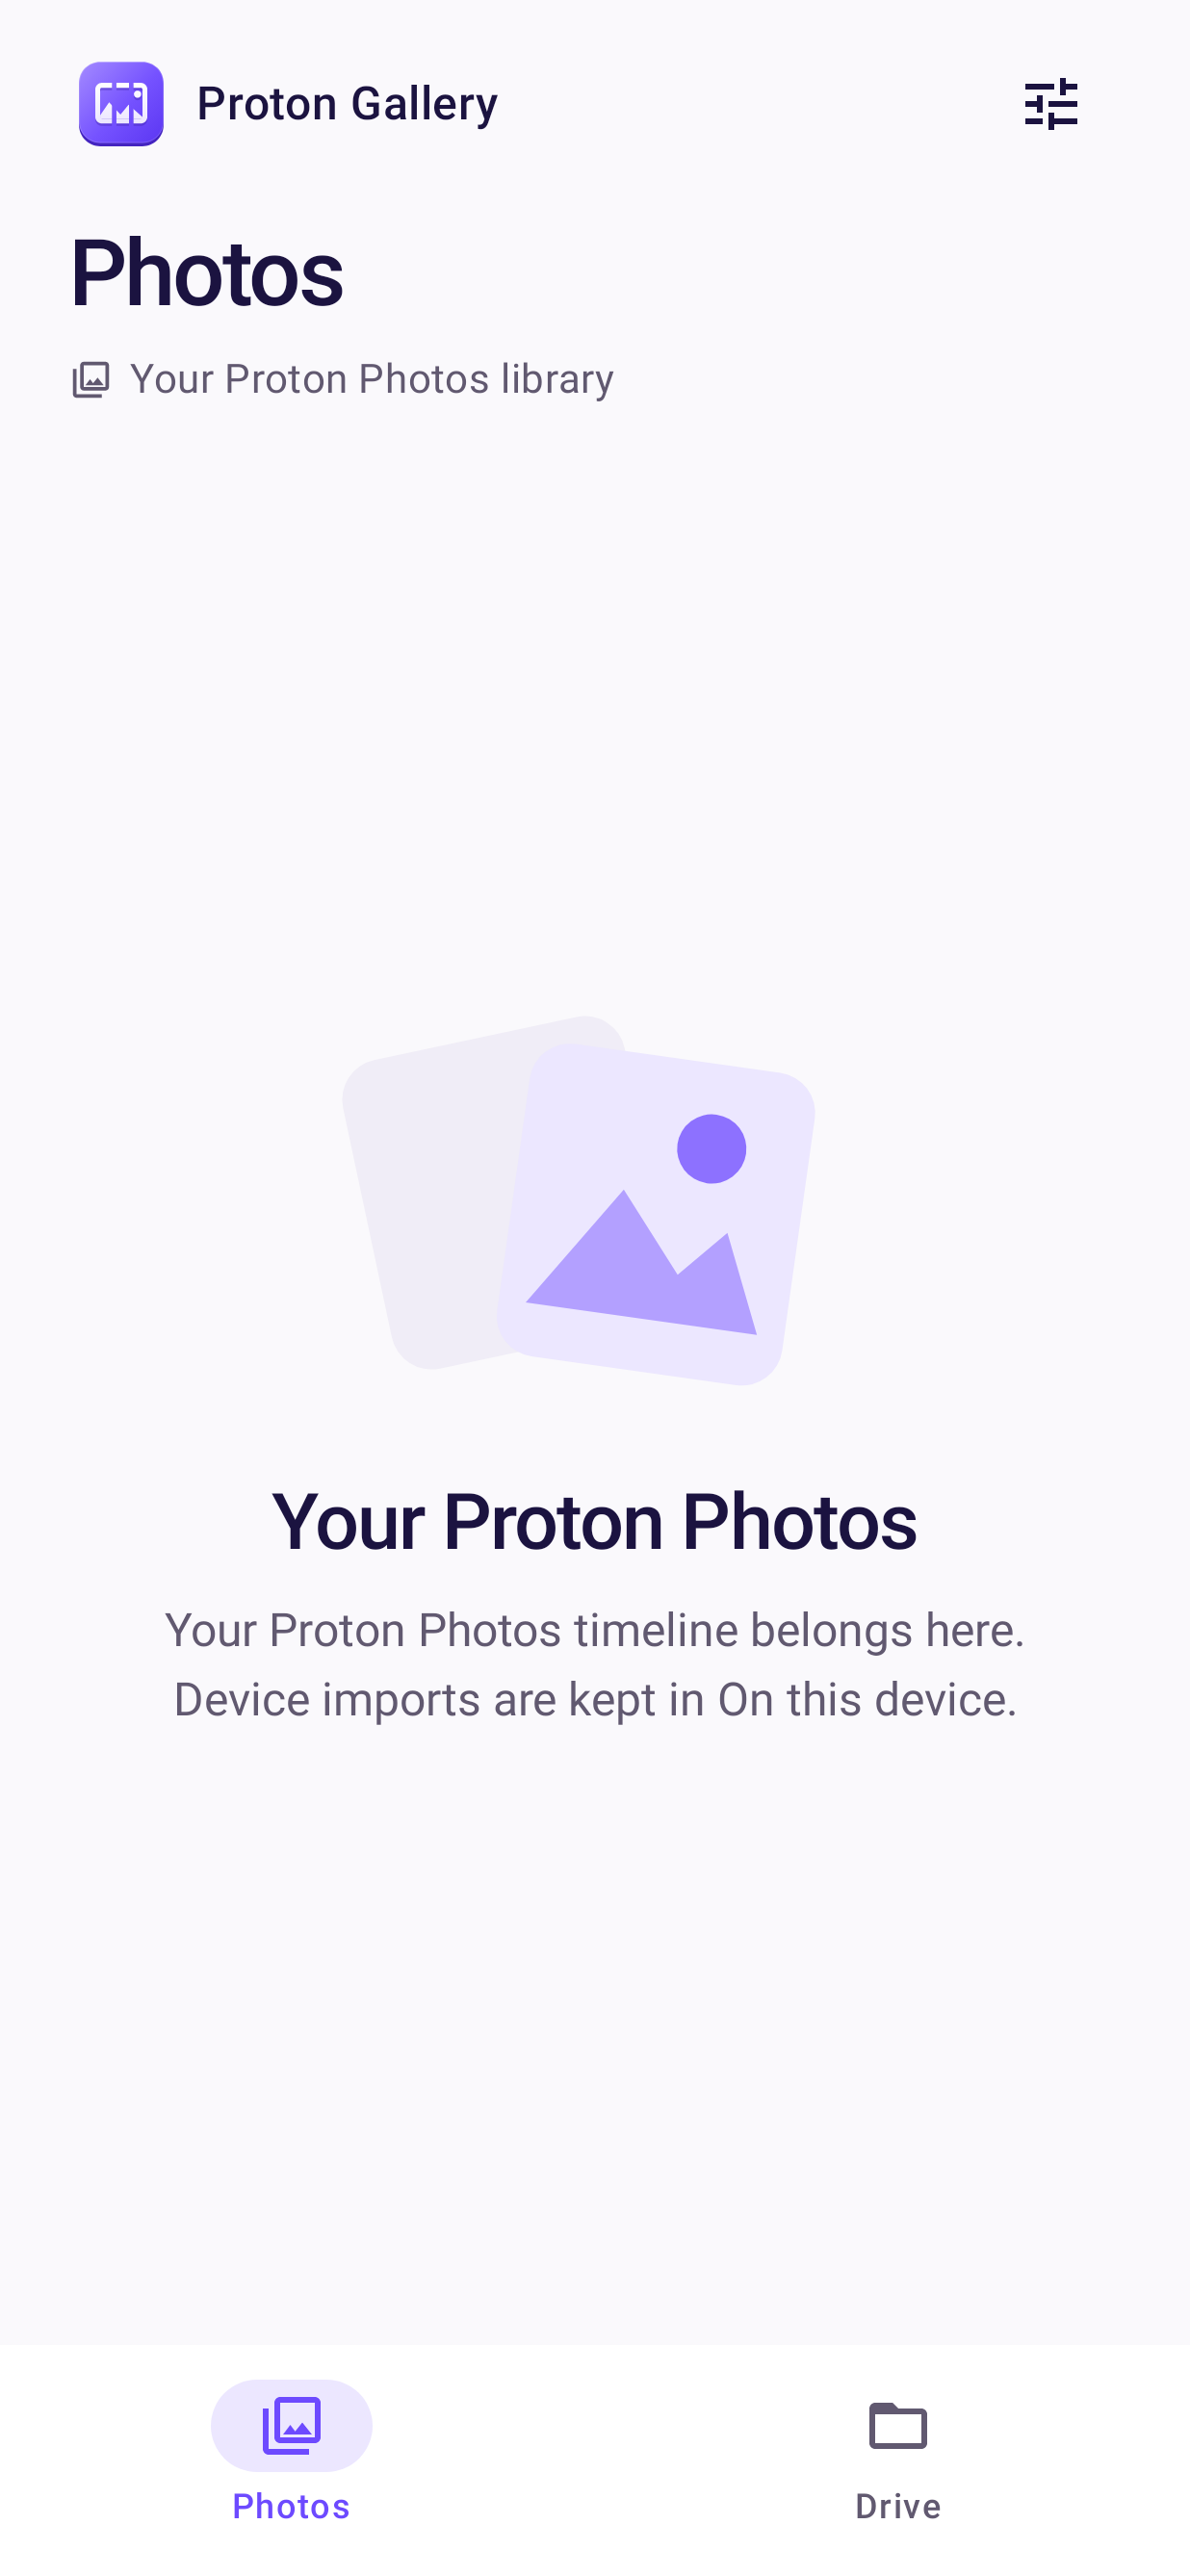 Proton Gallery
Photos
Your Proton Photos library
Your Proton Photos
Your Proton Photos timeline belongs here.
Device imports are kept in On this device.
Photos
Drive